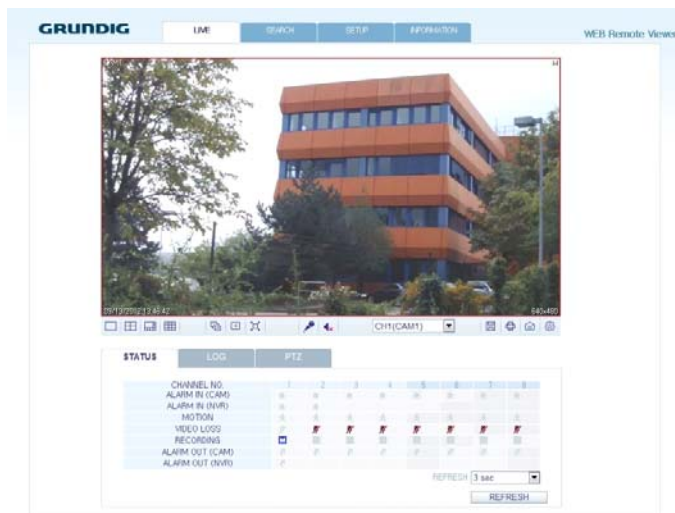 GRUNDIG
LIVE SEARCH SETUP INFORMATION
WEB Remote Viewer
640x480
CH1(CAM1)
STATUS LOG PTZ
CHANNEL NO. 1 2 3 4 5 6 7 8
ALARM IN (CAM)
ALARM IN (NVR)
MOTION
VIDEO LOSS
RECORDING
ALARM OUT (CAM)
ALARM OUT (NVR)
REFRESH 3 sec
REFRESH